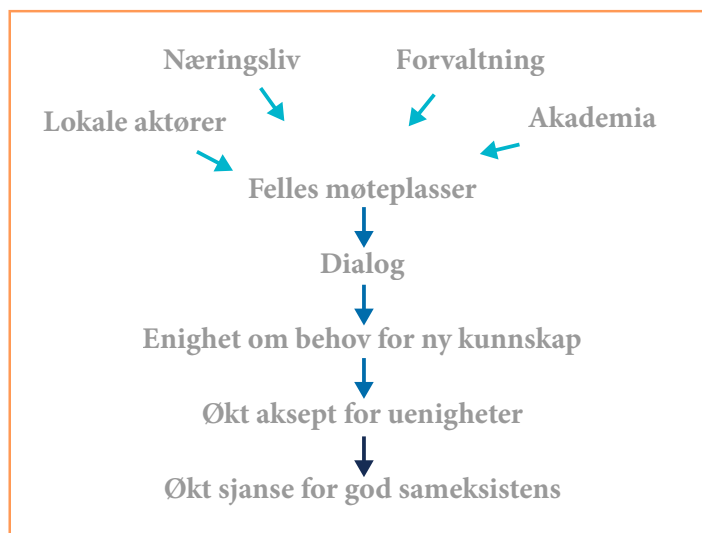 Næringsliv
Forvaltning
Lokale aktører
Akademia
Felles møteplasser
Dialog
Enighet om behov for ny kunnskap
Økt aksept for uenigheter
Økt sjanse for god sameksistens